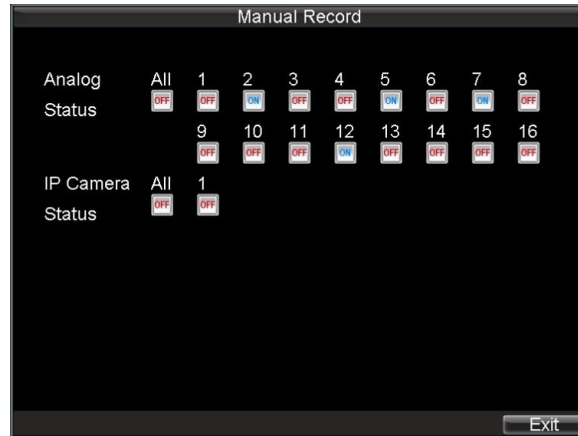 Manual Record
Analog All 1 2 3 4 5 6 7 8
Status OFF OFF ON OFF OFF ON OFF ON OFF
9 10 11 12 13 14 15 16
OFF OFF OFF ON OFF OFF OFF OFF
IP Camera All 1
Status OFF OFF
Exit